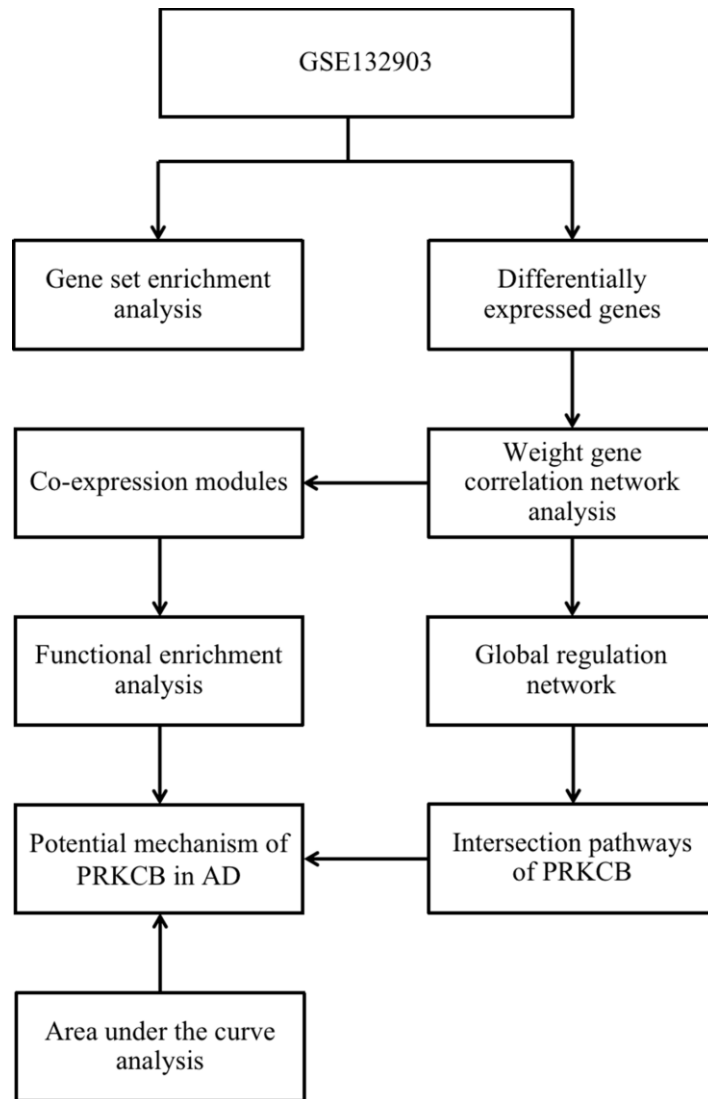 GSE132903
Gene set enrichment
analysis
Differentially
expressed genes
Co-expression modules
Weight gene
correlation network
analysis
Functional enrichment
analysis
Global regulation
network
Potential mechanism of
PRKCB in AD
Intersection pathways
of PRKCB
Area under the curve
analysis